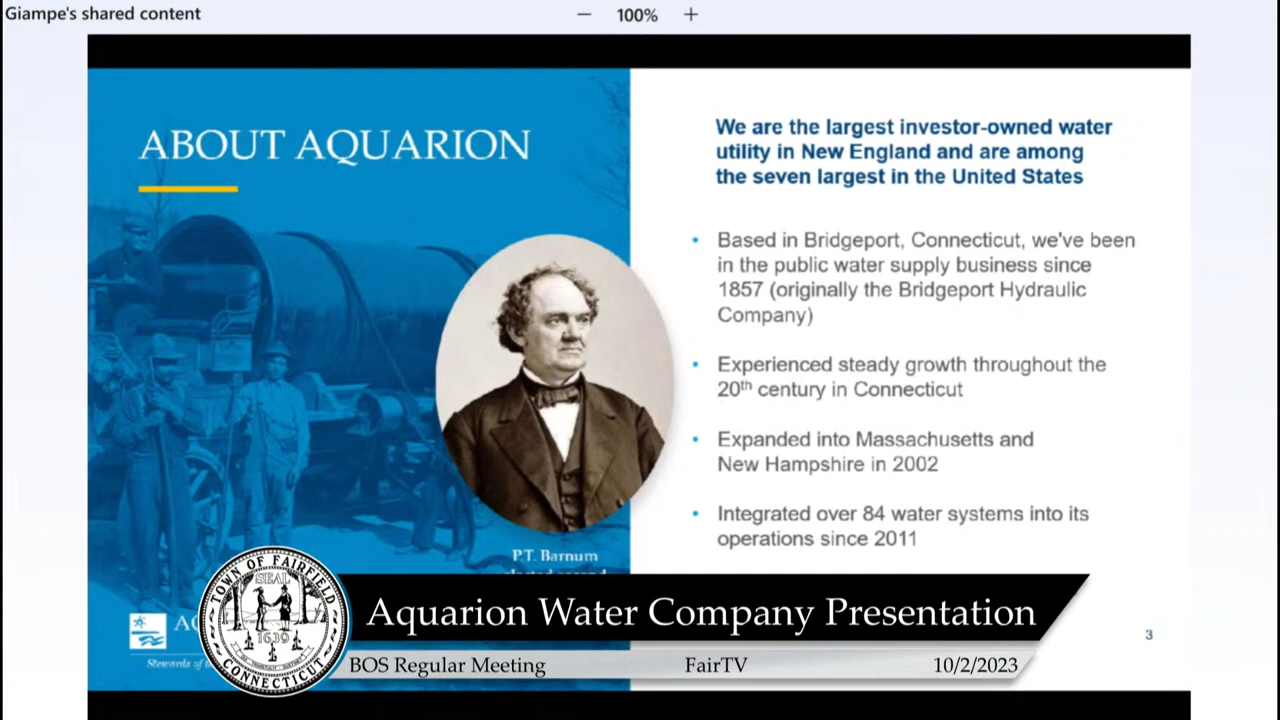 Giampe's shared content
100%
ABOUT AQUARION
We are the largest investor-owned water
utility in New England and are among
the seven largest in the United States
• Based in Bridgeport, Connecticut, we've been
in the public water supply business since
1857 (originally the Bridgeport Hydraulic
Company)
• Experienced steady growth throughout the
20th century in Connecticut
• Expanded into Massachusetts and
New Hampshire in 2002
• Integrated over 84 water systems into its
operations since 2011
P.T. Barnum
3
Stewards of
TOWN OF FAIRFIELD
SEAL
1639
CONNECTICUT
Aquarion Water Company Presentation
BOS Regular Meeting FairTV 10/2/2023